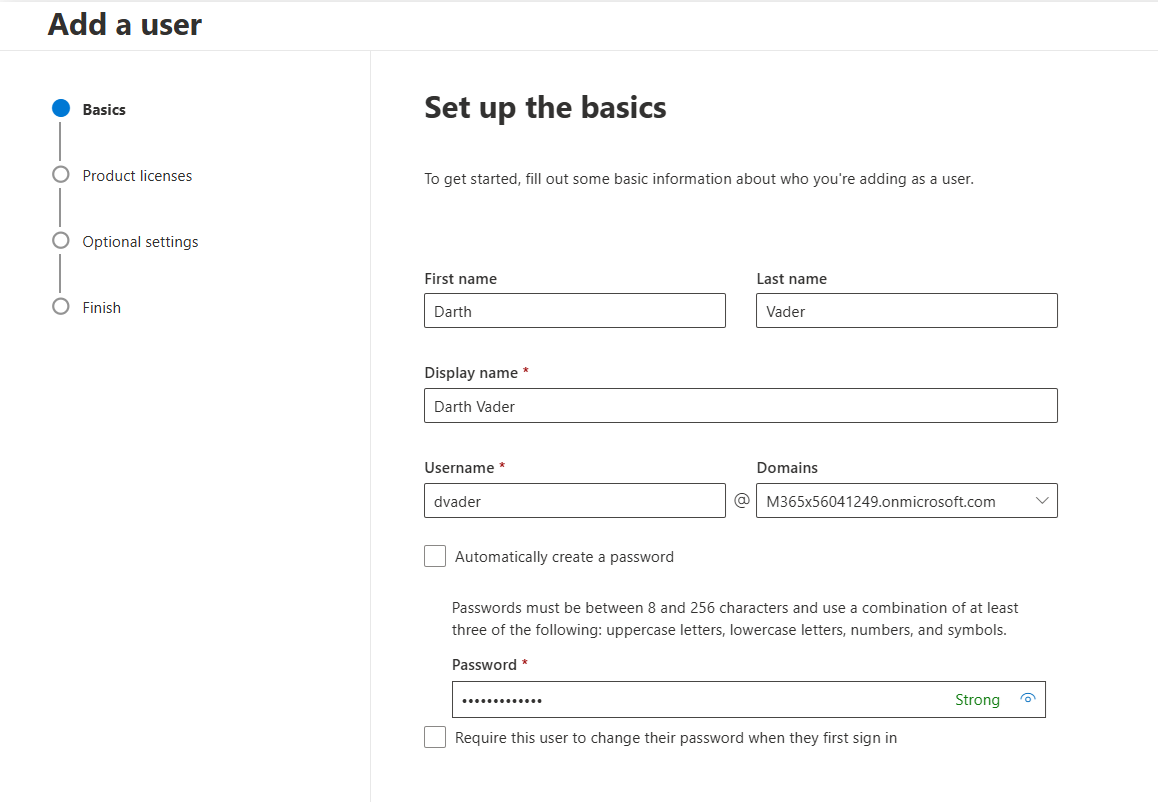 Add a user
Basics
Product licenses
Optional settings
Finish
Set up the basics
To get started, fill out some basic information about who you're adding as a user.
First name
Last name
Darth
Vader
Display name *
Darth Vader
Username *
Domains
dvader
@
M365x56041249.onmicrosoft.com
Automatically create a password
Passwords must be between 8 and 256 characters and use a combination of at least
three of the following: uppercase letters, lowercase letters, numbers, and symbols.
Password *
•••••••••••••
Strong
Require this user to change their password when they first sign in